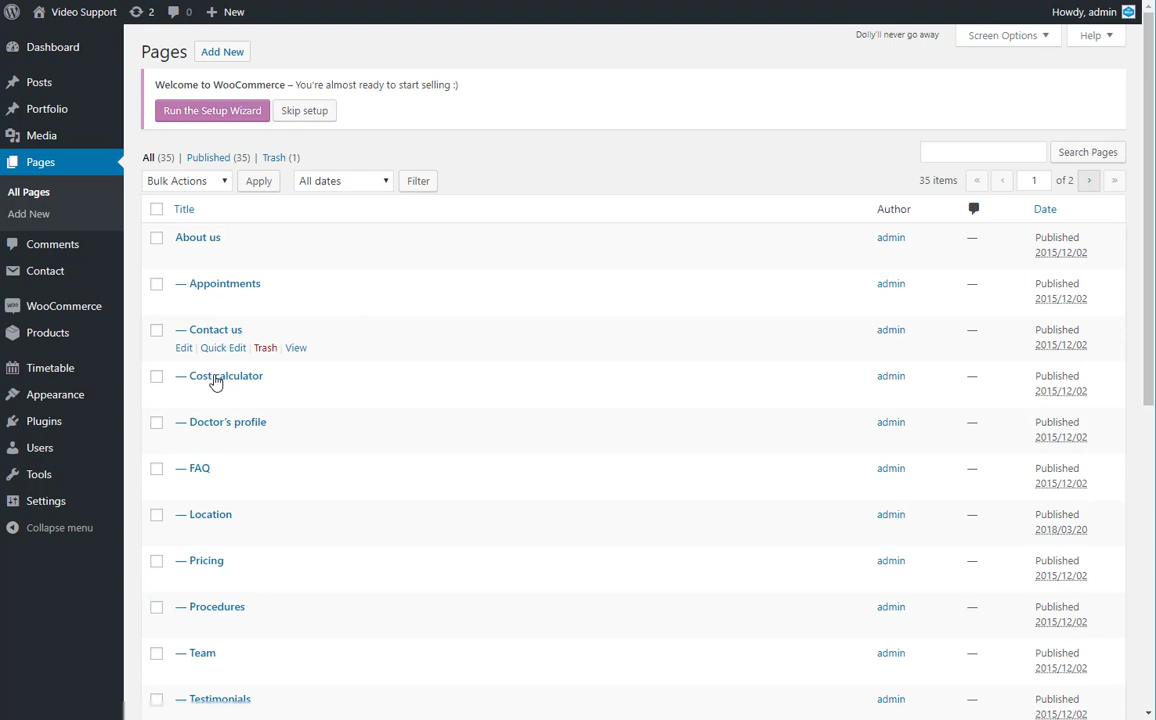 Video Support 2 0 New Howdy, admin
Dolly'll never go away Screen Options ▼ Help ▼
Dashboard
Posts
Portfolio
Media
Pages
All Pages
Add New
Comments
Contact
WooCommerce
Products
Timetable
Appearance
Plugins
Users
Tools
Settings
Collapse menu
Pages Add New
Welcome to WooCommerce – You're almost ready to start selling :)
Run the Setup Wizard Skip setup
All (35) | Published (35) | Trash (1) Search Pages
Bulk Actions ▼ Apply All dates ▼ Filter 35 items « ‹ 1 of 2 › »
Title Author Date
About us admin — Published
2015/12/02
— Appointments admin — Published
2015/12/02
— Contact us admin — Published
Edit | Quick Edit | Trash | View 2015/12/02
— Cost calculator admin — Published
2015/12/02
— Doctor's profile admin — Published
2015/12/02
— FAQ admin — Published
2015/12/02
— Location admin — Published
2018/03/20
— Pricing admin — Published
2015/12/02
— Procedures admin — Published
2015/12/02
— Team admin — Published
2015/12/02
— Testimonials admin — Published
2015/12/02